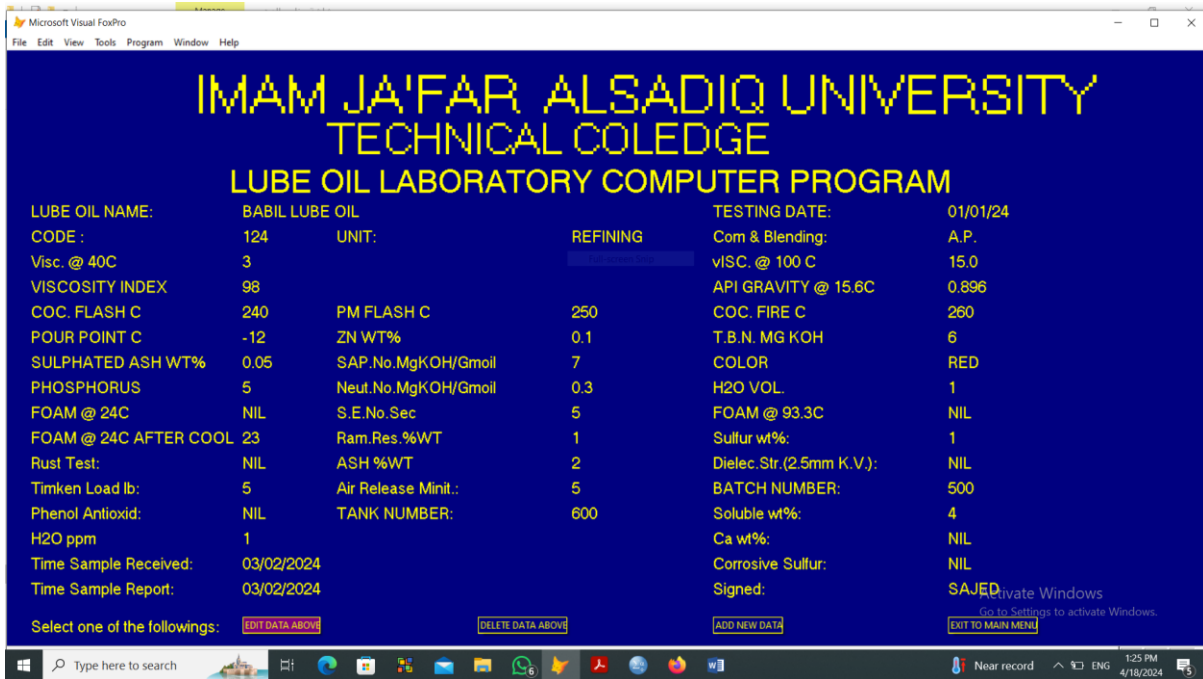 Microsoft Visual FoxPro
File Edit View Tools Program Window Help
IMAM JA'FAR ALSADIQ UNIVERSITY
TECHNICAL COLEDGE
LUBE OIL LABORATORY COMPUTER PROGRAM
LUBE OIL NAME: BABIL LUBE OIL TESTING DATE: 01/01/24
CODE : 124 UNIT: REFINING Com & Blending: A.P.
Visc. @ 40C 3 vISC. @ 100 C 15.0
VISCOSITY INDEX 98 API GRAVITY @ 15.6C 0.896
COC. FLASH C 240 PM FLASH C 250 COC. FIRE C 260
POUR POINT C -12 ZN WT% 0.1 T.B.N. MG KOH 6
SULPHATED ASH WT% 0.05 SAP.No.MgKOH/Gmoil 7 COLOR RED
PHOSPHORUS 5 Neut.No.MgKOH/Gmoil 0.3 H2O VOL. 1
FOAM @ 24C NIL S.E.No.Sec 5 FOAM @ 93.3C NIL
FOAM @ 24C AFTER COOL 23 Ram.Res.%WT 1 Sulfur wt%: 1
Rust Test: NIL ASH %WT 2 Dielec.Str.(2.5mm K.V.): NIL
Timken Load lb: 5 Air Release Minit.: 5 BATCH NUMBER: 500
Phenol Antioxid: NIL TANK NUMBER: 600 Soluble wt%: 4
H2O ppm 1 Ca wt%: NIL
Time Sample Received: 03/02/2024 Corrosive Sulfur: NIL
Time Sample Report: 03/02/2024 Signed: SAJED
Activate Windows
Go to Settings to activate Windows.
Select one of the followings: EDIT DATA ABOVE DELETE DATA ABOVE ADD NEW DATA EXIT TO MAIN MENU
Type here to search 6 Near record ENG 1:25 PM
4/18/2024 5